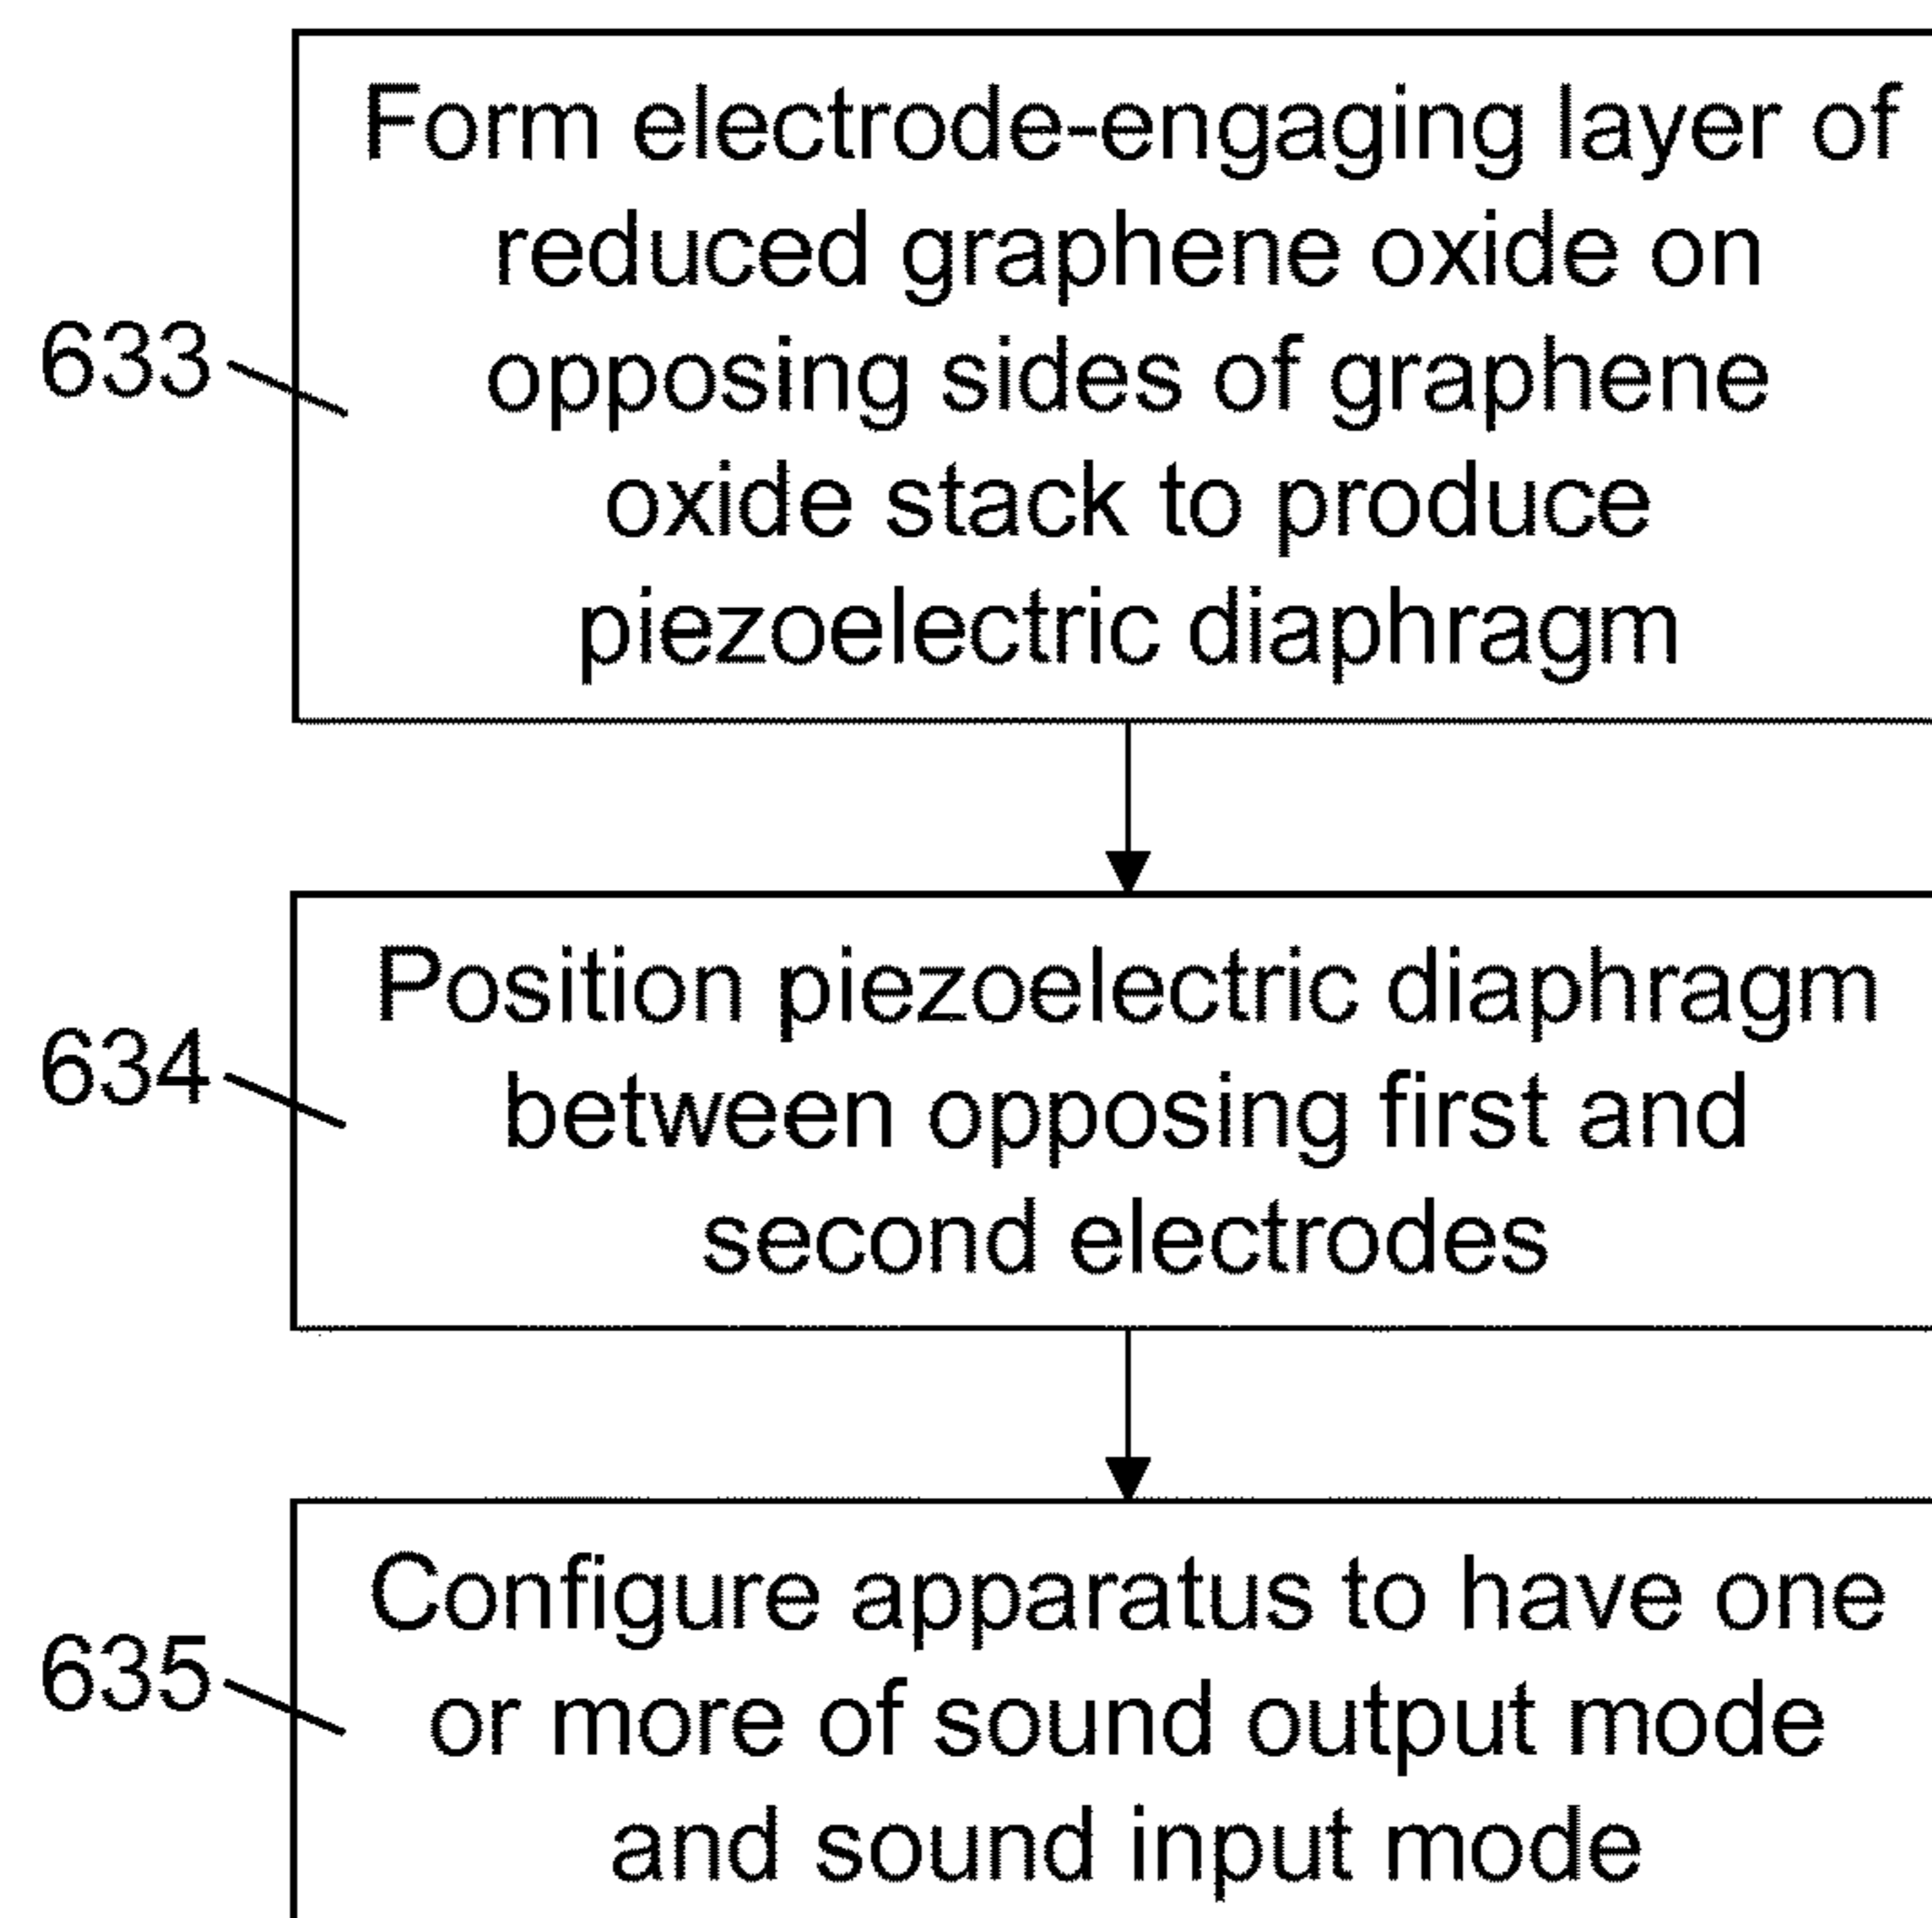 Form electrode-engaging layer of
reduced graphene oxide on
opposing sides of graphene
oxide stack to produce
piezoelectric diaphragm
633
Position piezoelectric diaphragm
between opposing first and
second electrodes
634
Configure apparatus to have one
or more of sound output mode
and sound input mode
635